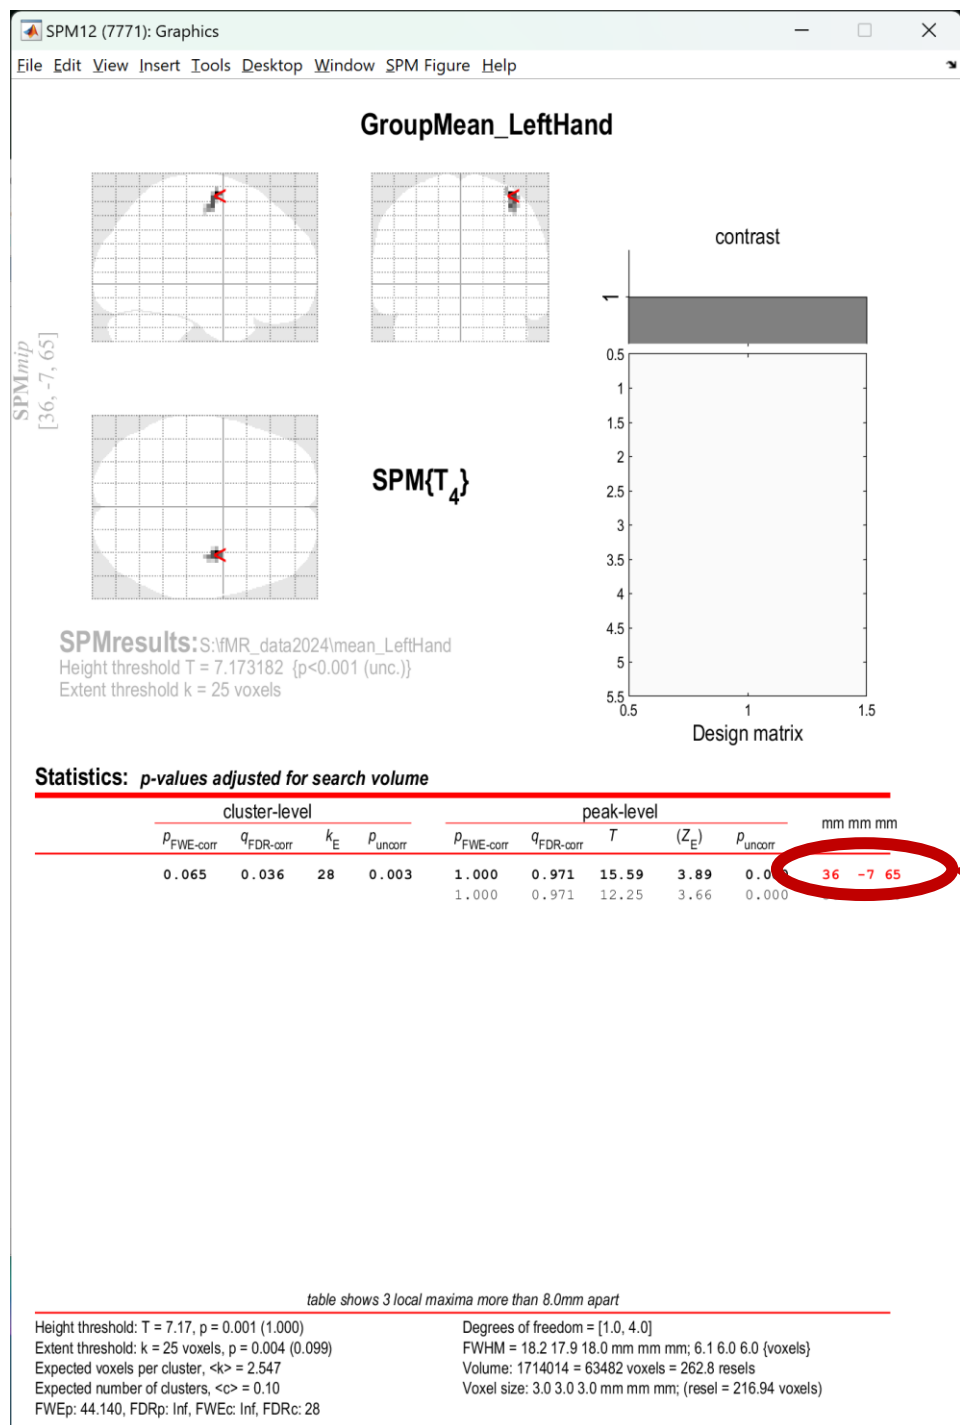 SPM12 (7771): Graphics
File Edit View Insert Tools Desktop Window SPM Figure Help
GroupMean_LeftHand
SPMmip
[36, -7, 65]
contrast
1
0.5
1
1.5
2
2.5
3
3.5
4
4.5
5
5.5
0.5 1 1.5
Design matrix
SPM{T4}
SPMresults: S:\fMR_data2024\mean_LeftHand
Height threshold T = 7.173182 {p<0.001 (unc.)}
Extent threshold k = 25 voxels
Statistics: p-values adjusted for search volume
cluster-level peak-level mm mm mm
pFWE-corr qFDR-corr kE puncorr pFWE-corr qFDR-corr T (ZE) puncorr
0.065 0.036 28 0.003 1.000 0.971 15.59 3.89 36 -7 65
1.000 0.971 12.25 3.66 0.000
table shows 3 local maxima more than 8.0mm apart
Height threshold: T = 7.17, p = 0.001 (1.000)
Extent threshold: k = 25 voxels, p = 0.004 (0.099)
Expected voxels per cluster, <k> = 2.547
Expected number of clusters, <c> = 0.10
FWEp: 44.140, FDRp: Inf, FWEc: Inf, FDRc: 28
Degrees of freedom = [1.0, 4.0]
FWHM = 18.2 17.9 18.0 mm mm mm; 6.1 6.0 6.0 {voxels}
Volume: 1714014 = 63482 voxels = 262.8 resels
Voxel size: 3.0 3.0 3.0 mm mm mm; (resel = 216.94 voxels)